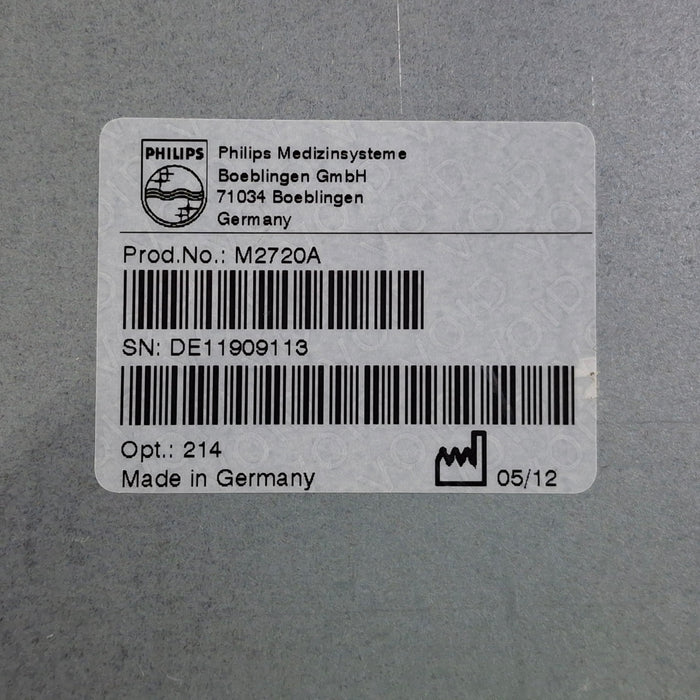 PHILIPS
Philips Medizinsysteme
Boeblingen GmbH
71034 Boeblingen
Germany
Prod.No.: M2720A
SN: DE11909113
Opt.: 214
Made in Germany
05/12
VOID